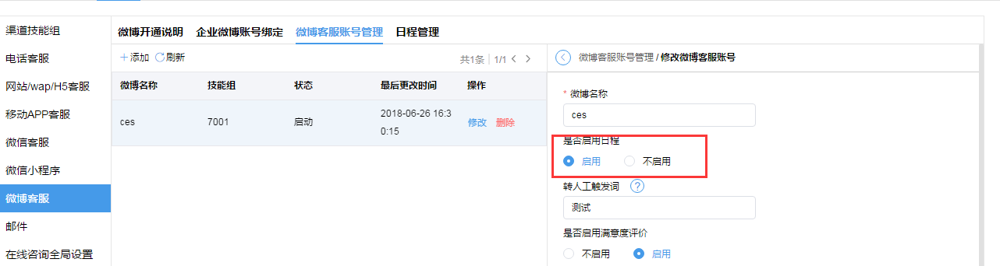 渠道技能组
电话客服
网站/wap/H5客服
移动APP客服
微信客服
微信小程序
微博客服
邮件
在线咨询全局设置
微博开通说明 企业微博账号绑定 微博客服账号管理 日程管理
添加 刷新 共1条 1/1
微博名称 技能组 状态 最后更改时间 操作
ces 7001 启动 2018-06-26 16:3
0:15 修改 删除
微博客服账号管理 / 修改微博客服账号
* 微博名称
ces
是否启用日程
启用 不启用
转人工触发词 ?
测试
是否启用满意度评价
不启用 启用